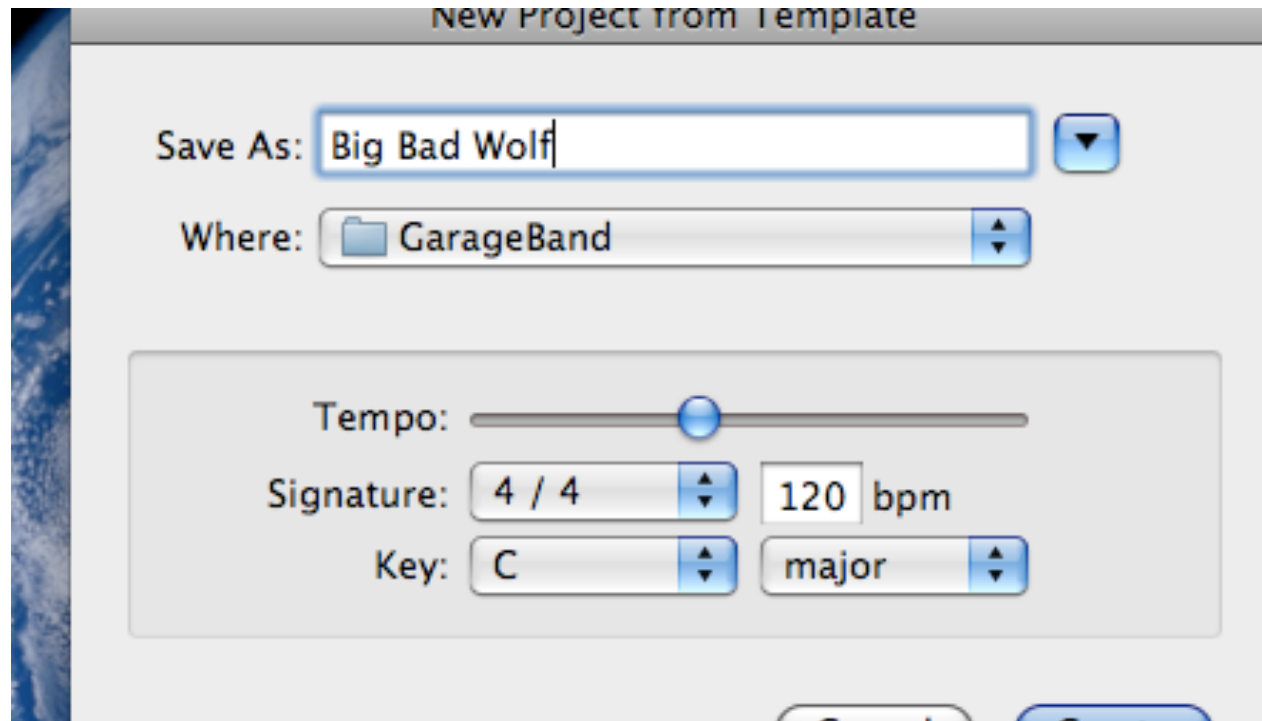 New Project from Template
Save As: Big Bad Wolf
Where: GarageBand
Tempo:
Signature: 4 / 4 120 bpm
Key: C major